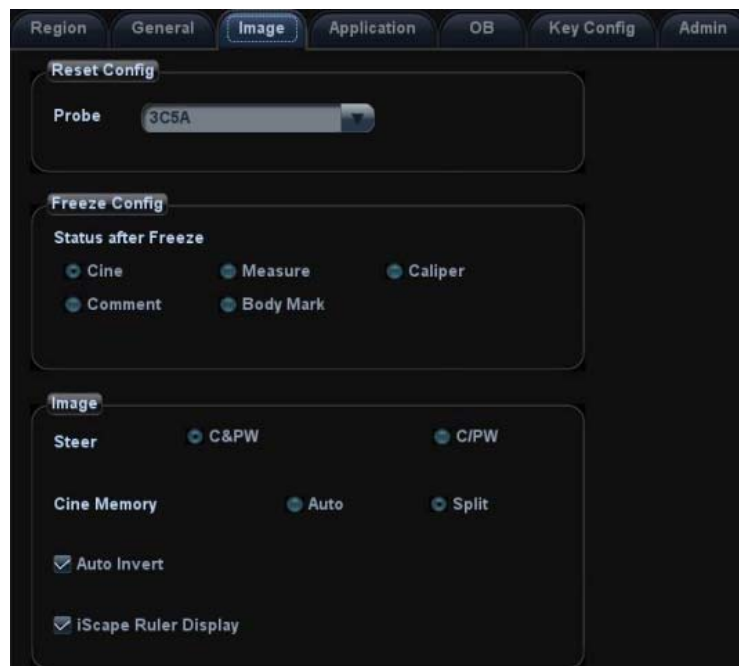 Region General Image Application OB Key Config Admin
Reset Config
Probe 3C5A
Freeze Config
Status after Freeze
Cine Measure Caliper
Comment Body Mark
Image
Steer C&PW C/PW
Cine Memory Auto Split
Auto Invert
iScape Ruler Display